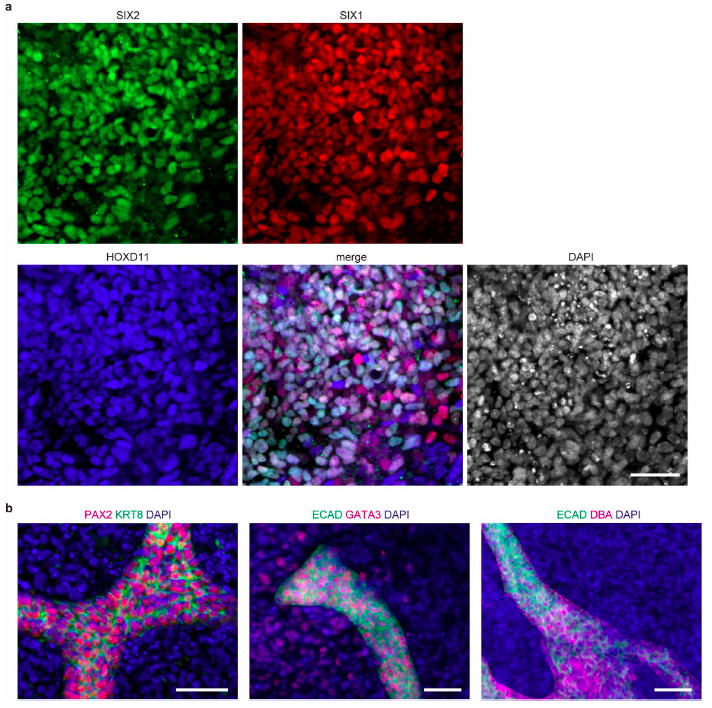 a
SIX2 SIX1
HOXD11 merge DAPI
b
PAX2 KRT8 DAPI ECAD GATA3 DAPI ECAD DBA DAPI